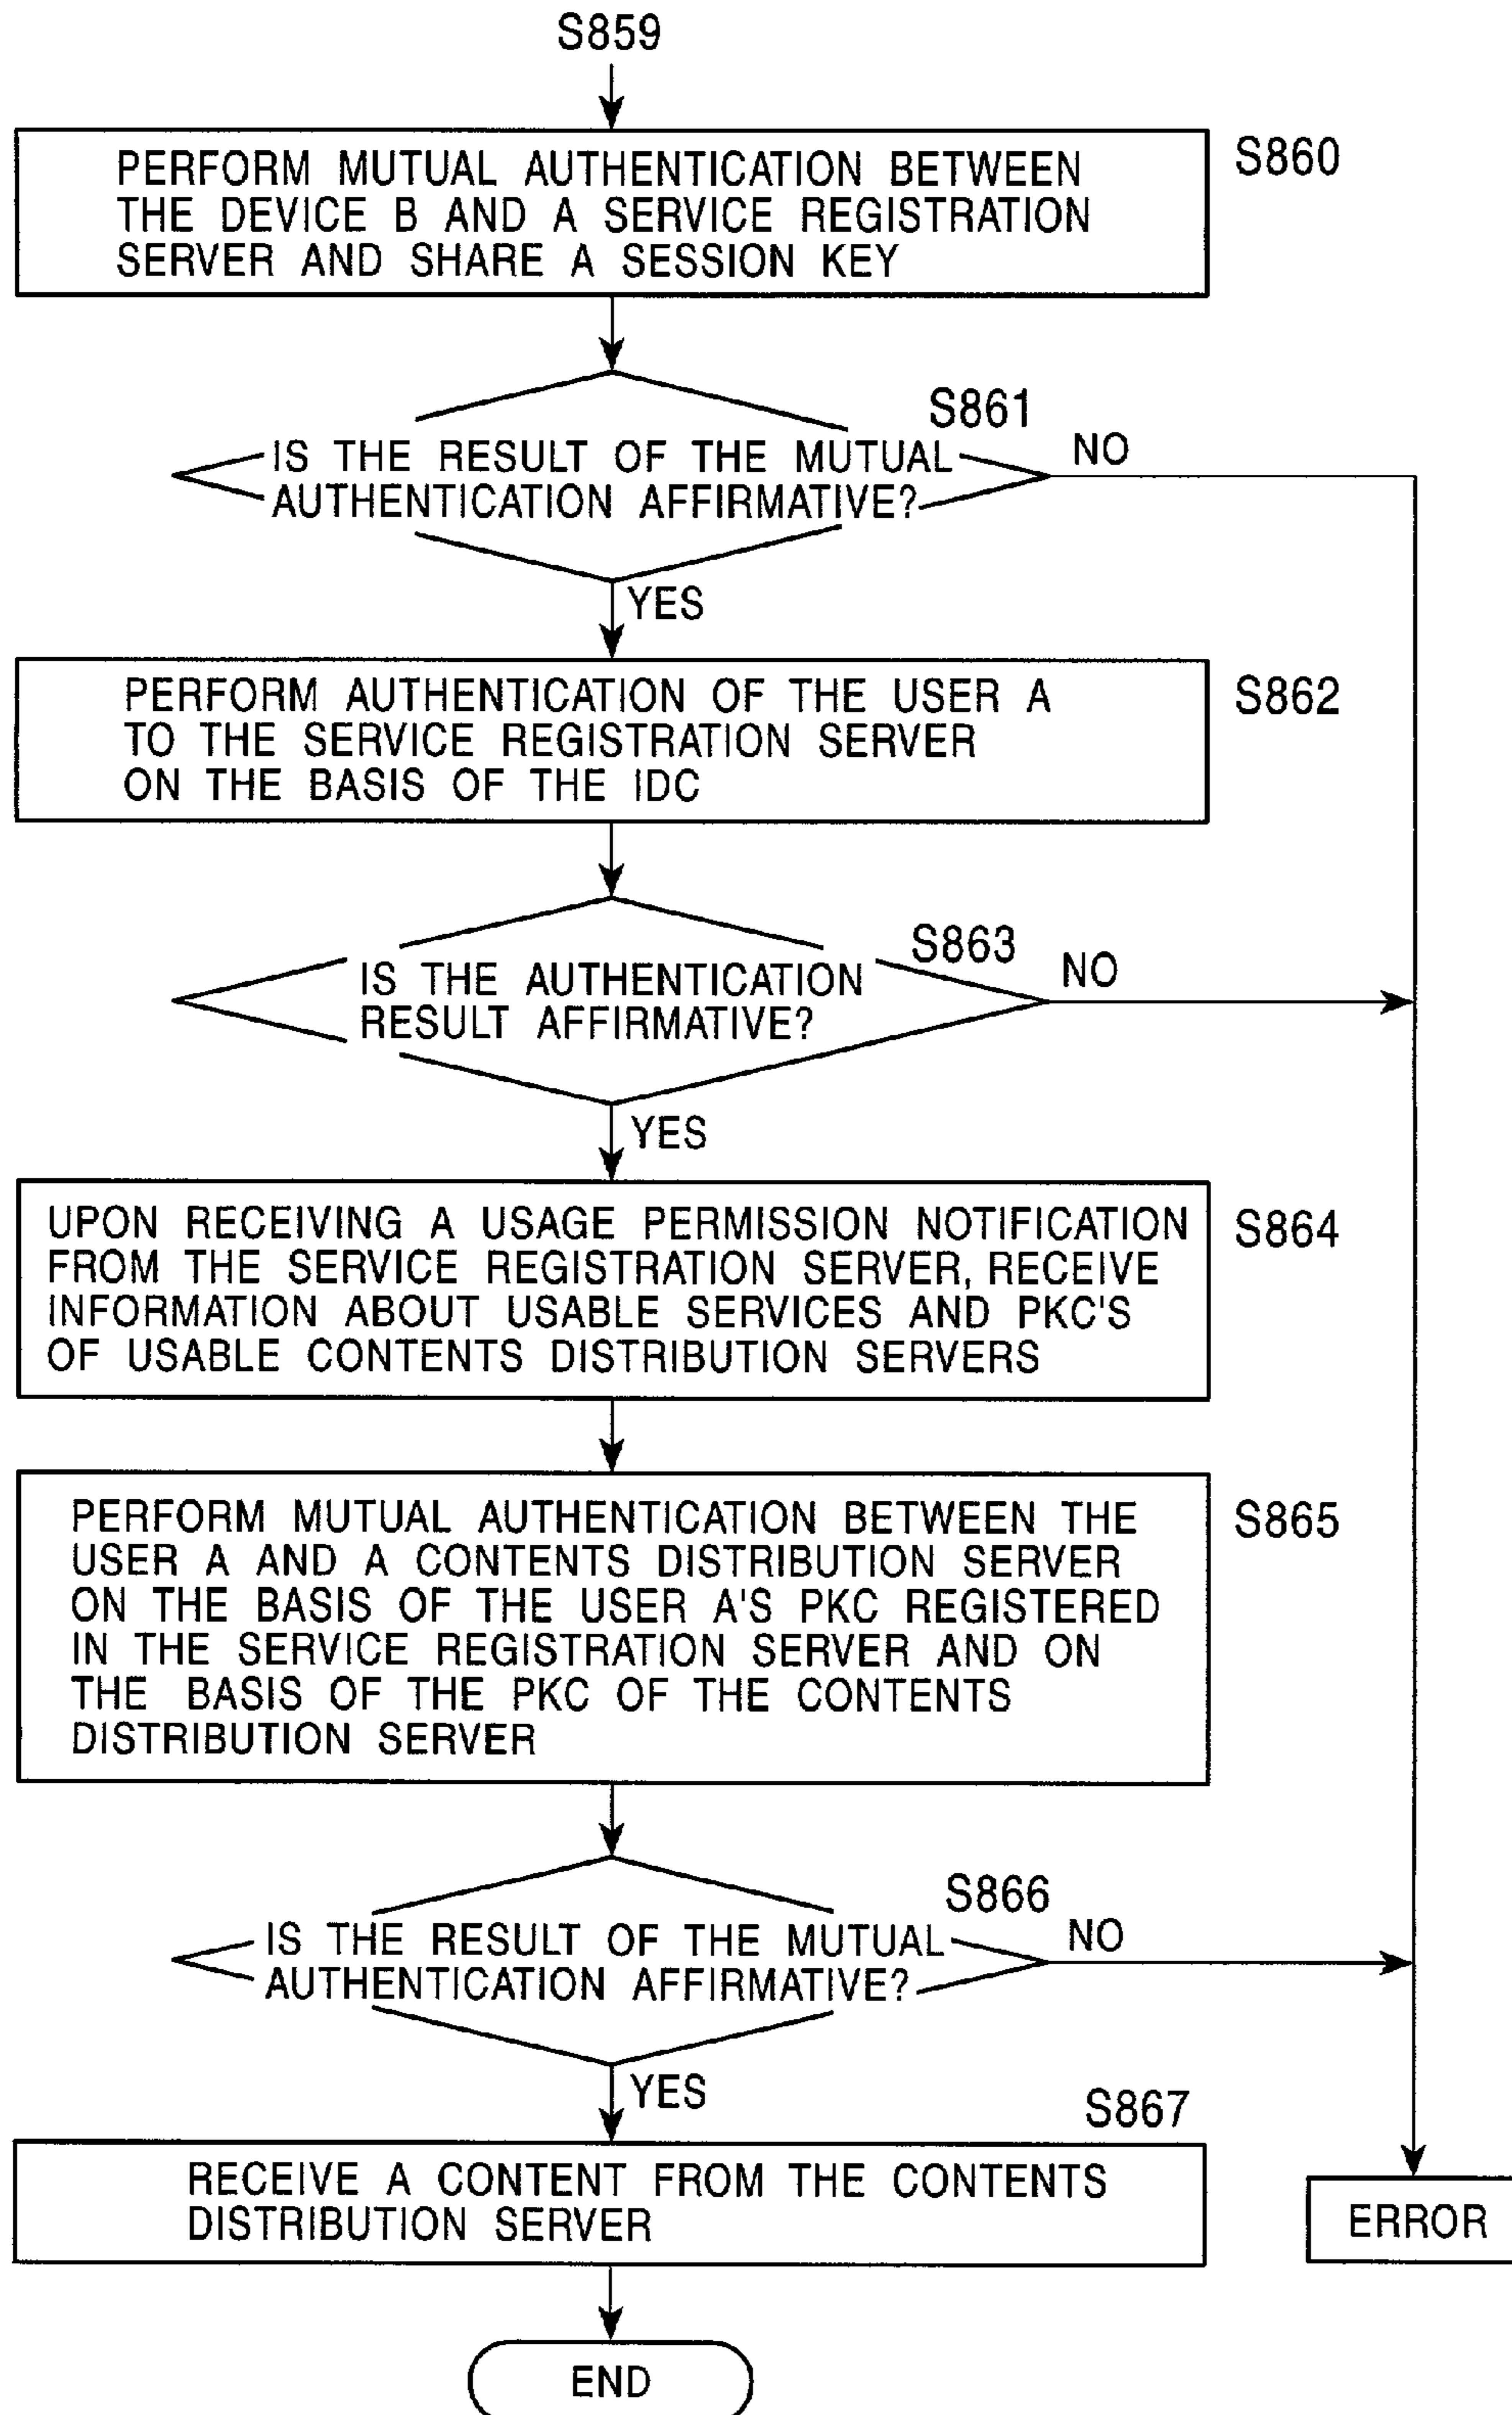 S859
PERFORM MUTUAL AUTHENTICATION BETWEEN
THE DEVICE B AND A SERVICE REGISTRATION
SERVER AND SHARE A SESSION KEY
S860
S861
IS THE RESULT OF THE MUTUAL
AUTHENTICATION AFFIRMATIVE?
NO
YES
PERFORM AUTHENTICATION OF THE USER A
TO THE SERVICE REGISTRATION SERVER
ON THE BASIS OF THE IDC
S862
S863
IS THE AUTHENTICATION
RESULT AFFIRMATIVE?
NO
YES
UPON RECEIVING A USAGE PERMISSION NOTIFICATION
FROM THE SERVICE REGISTRATION SERVER, RECEIVE
INFORMATION ABOUT USABLE SERVICES AND PKC'S
OF USABLE CONTENTS DISTRIBUTION SERVERS
S864
PERFORM MUTUAL AUTHENTICATION BETWEEN THE
USER A AND A CONTENTS DISTRIBUTION SERVER
ON THE BASIS OF THE USER A'S PKC REGISTERED
IN THE SERVICE REGISTRATION SERVER AND ON
THE BASIS OF THE PKC OF THE CONTENTS
DISTRIBUTION SERVER
S865
S866
IS THE RESULT OF THE MUTUAL
AUTHENTICATION AFFIRMATIVE?
NO
YES
S867
RECEIVE A CONTENT FROM THE CONTENTS
DISTRIBUTION SERVER
ERROR
END